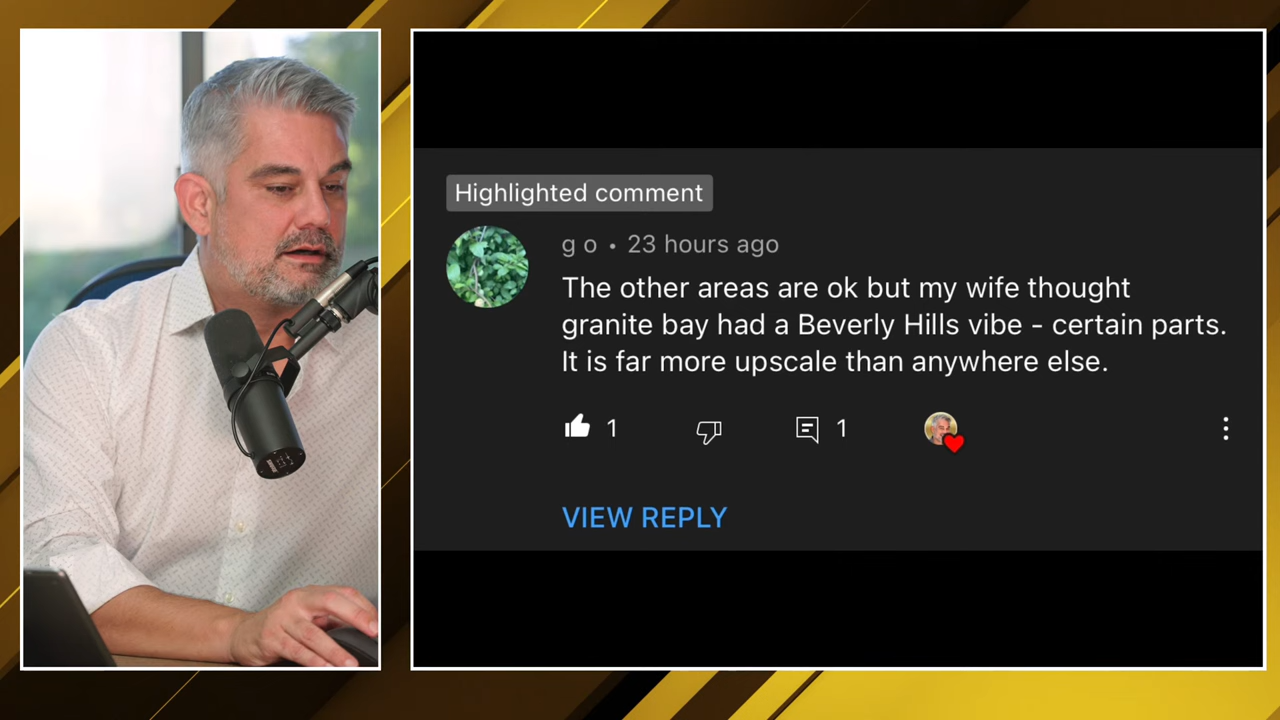 Highlighted comment
g o • 23 hours ago
The other areas are ok but my wife thought
granite bay had a Beverly Hills vibe - certain parts.
It is far more upscale than anywhere else.
1
1
VIEW REPLY